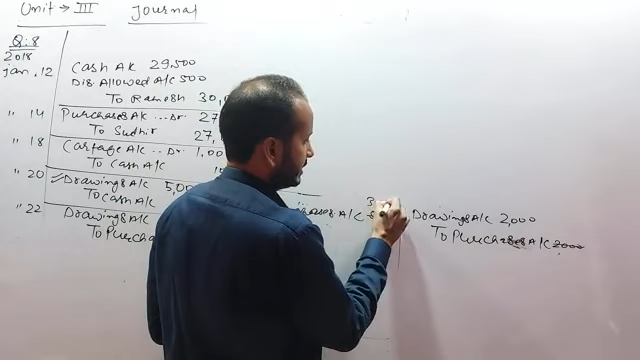 Unit → III Journal
Q:8
2018
Jan, 12 Cash A/c 29,500
Dis. Allowed A/c 500
To Ramesh 30,
" 14 Purchases A/c ... Dr. 27
To Sudhir 27,
" 18 Cartage A/c ... Dr. 1,00
To Cash A/c
" 20 Drawings A/c 5,00
To Cash A/c
" 22 Drawings A/c
To Purcha
A/c
Drawings A/c 2,000
To Purchases A/c 2000